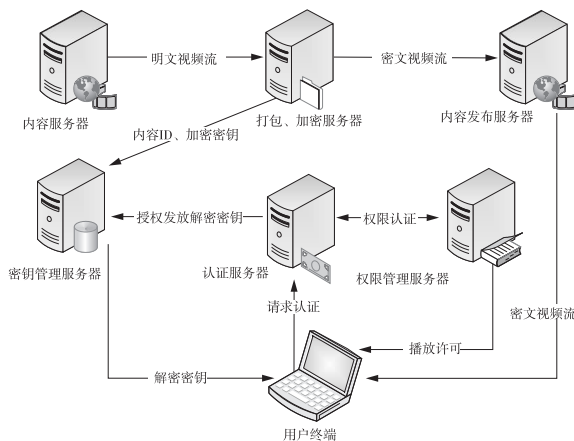 明文视频流
密文视频流
内容服务器
打包、加密服务器
内容发布服务器
内容ID、加密密钥
授权发放解密密钥
权限认证
密钥管理服务器
认证服务器
权限管理服务器
请求认证
密文视频流
播放许可
解密密钥
用户终端